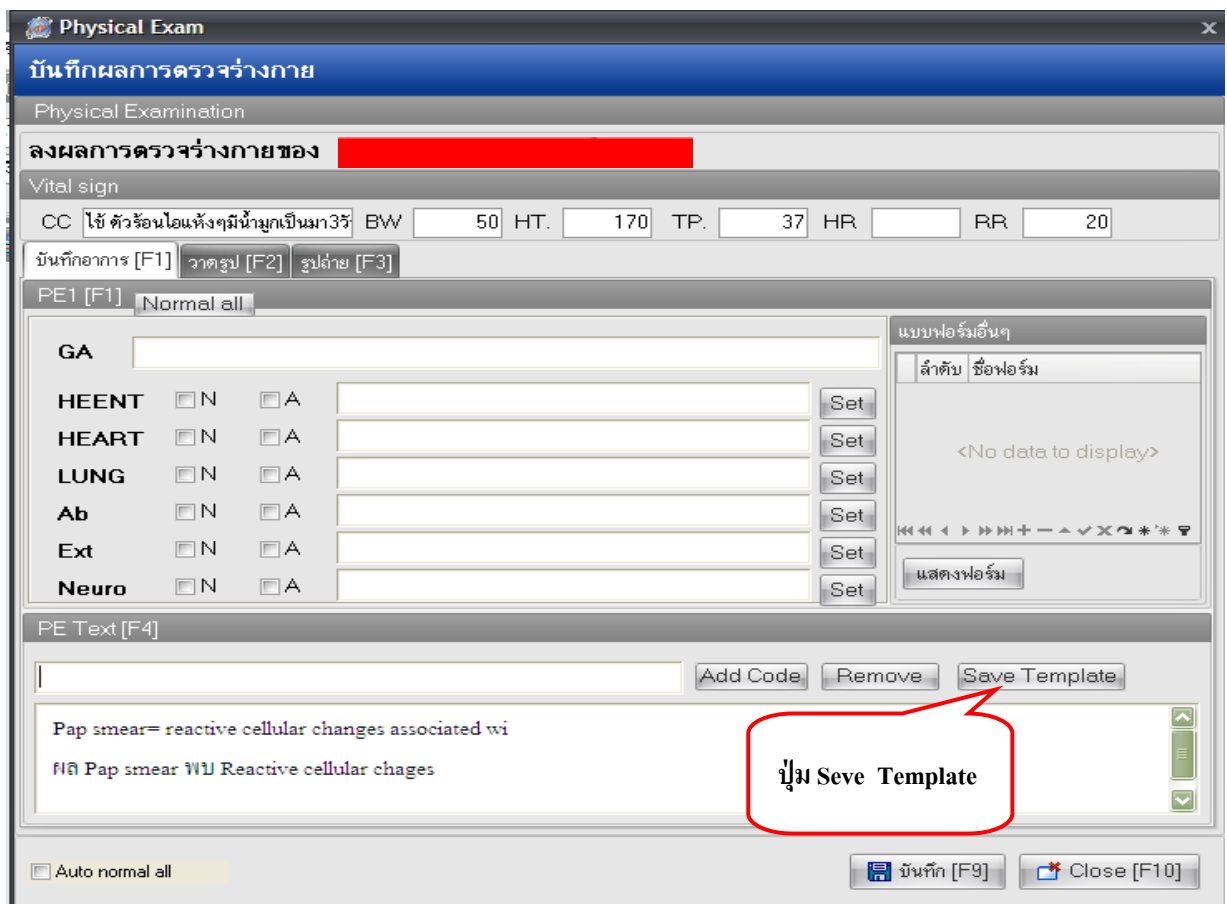 Physical Exam
บันทึกผลการตรวจร่างกาย
Physical Examination
ลงผลการตรวจร่างกายของ
Vital sign
CC ไข้ ตัวร้อนไอแห้งๆมีน้ำมูกเป็นมา3วั BW 50 HT. 170 TP. 37 HR RR 20
บันทึกอาการ [F1] วาดรูป [F2] รูปถ่าย [F3]
PE1 [F1] Normal all
แบบฟอร์มอื่นๆ
GA
ลำดับ ชื่อฟอร์ม
HEENT N A Set
HEART N A Set
<No data to display>
LUNG N A Set
Ab N A Set
Ext N A Set
แสดงฟอร์ม
Neuro N A Set
PE Text [F4]
Add Code Remove Save Template
Pap smear= reactive cellular changes associated wi
ผล Pap smear พบ Reactive cellular chages
ปุ่ม Seve Template
Auto normal all
บันทึก [F9] Close [F10]